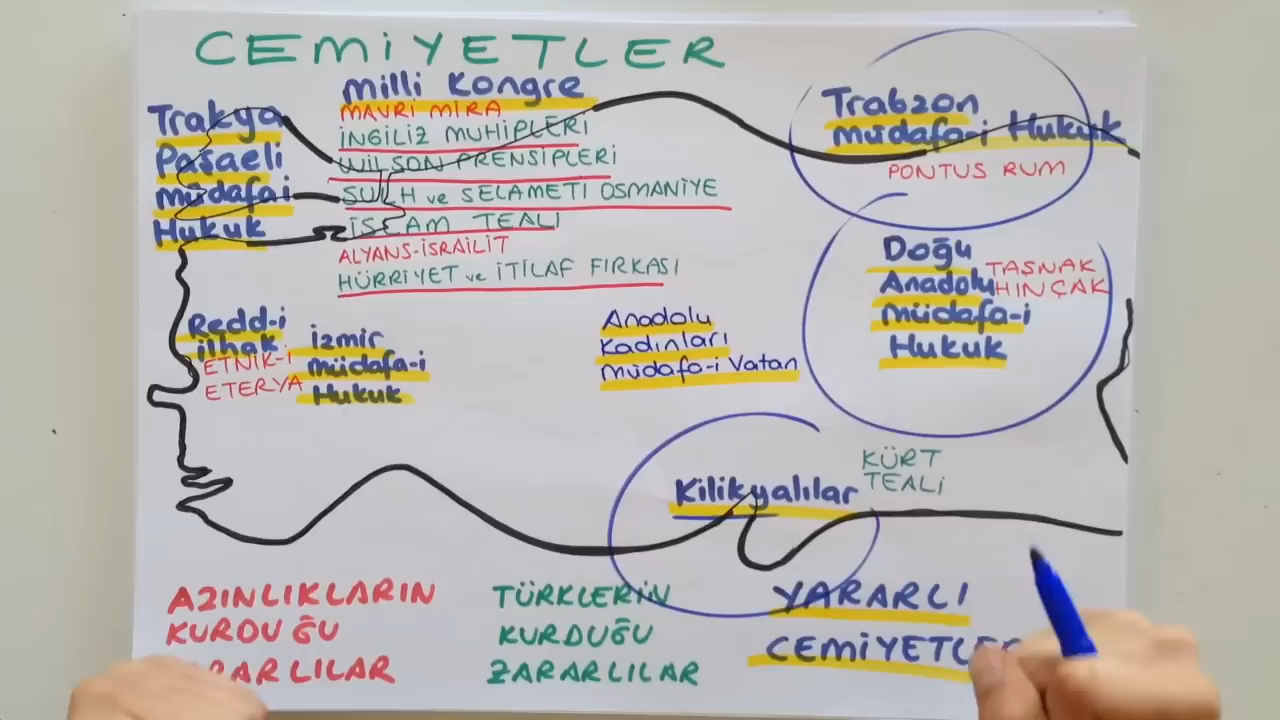 CEMİYETLER
Trakya
Paşaeli
müdafai
Hukuk
milli Kongre
MAVRİ MİRA
İNGİLİZ MUHİPLERİ
WİLSON PRENSİPLERİ
SULH ve SELAMETİ OSMANİYE
İSLAM TEALİ
ALYANS-İSRAİLİT
HÜRRİYET ve İTİLAF FIRKASI
Trabzon
müdafa-i Hukuk
PONTUS RUM
Doğu
Anadolu
müdafa-i
Hukuk
TAŞNAK
HINÇAK
Redd-i
ilhak
ETNİK-İ
ETERYA
İzmir
müdafa-i
Hukuk
Anadolu
Kadınları
Müdafa-i Vatan
Kilikyalılar
KÜRT
TEALİ
AZINLIKLARIN
KURDUĞU
ZARARLILAR
TÜRKLERİN
KURDUĞU
ZARARLILAR
YARARLI
CEMİYETLER